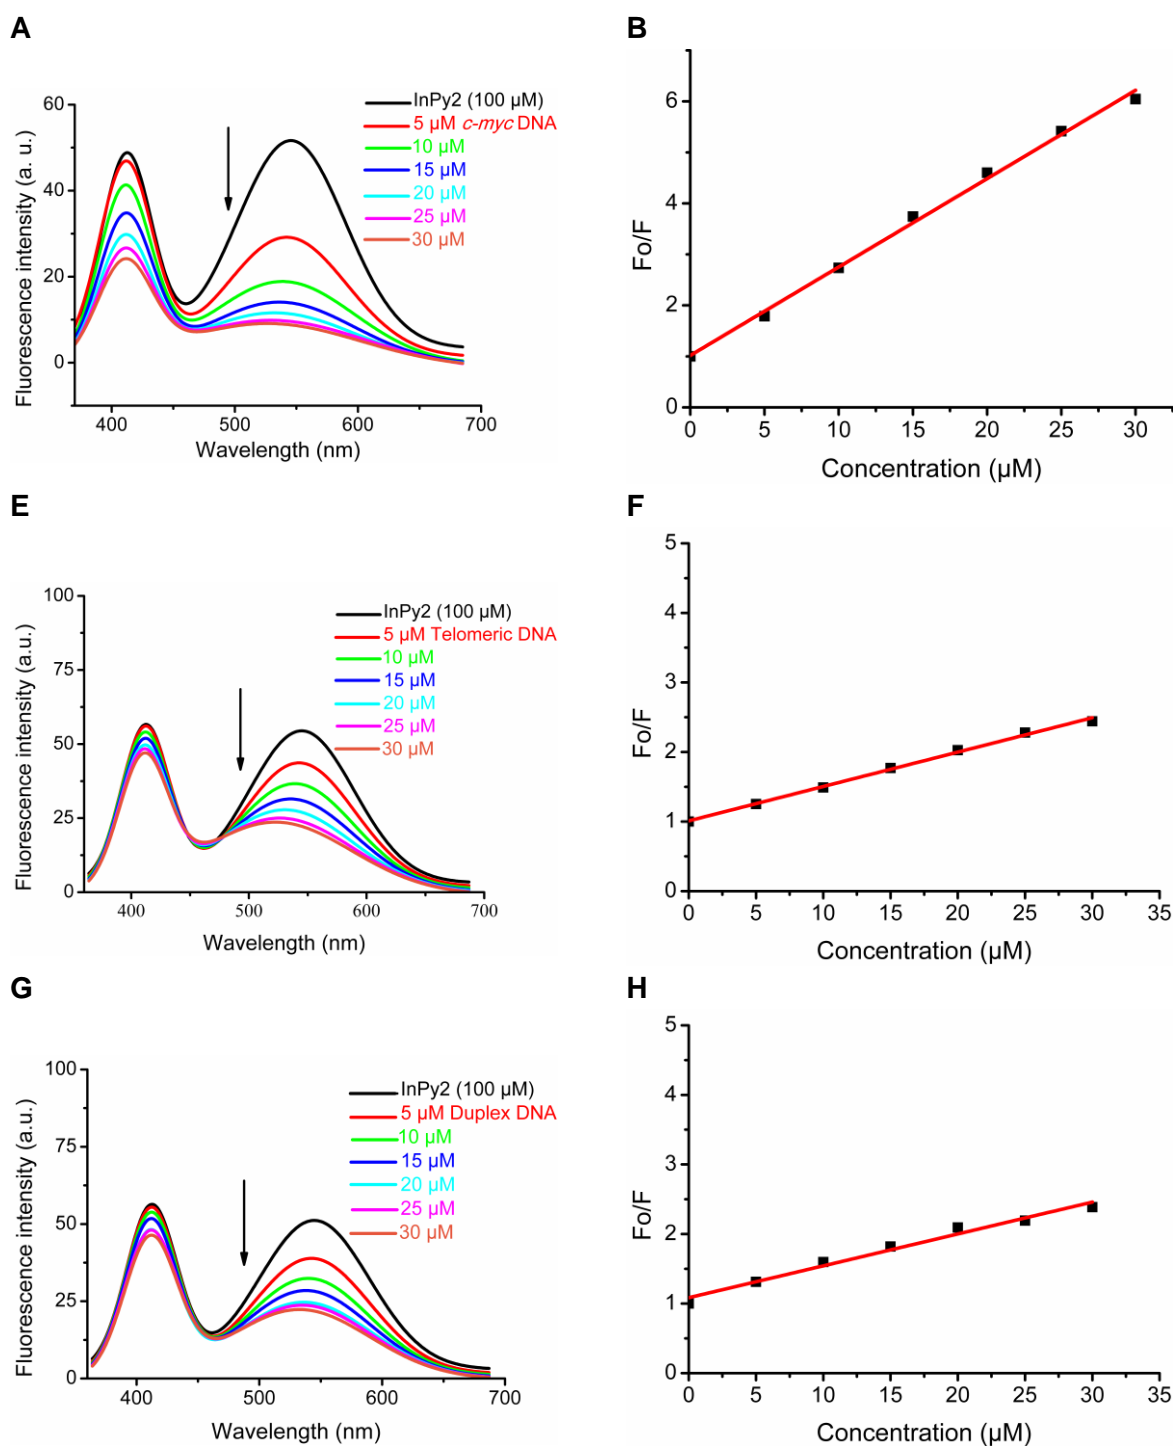 A
B
InPy2 (100 µM)
5 µM c-myc DNA
10 µM
15 µM
20 µM
25 µM
30 µM
60
40
20
0
Fluorescence intensity (a. u.)
400
500
600
700
Wavelength (nm)
6
4
2
0
Fo/F
0
5
10
15
20
25
30
Concentration (µM)
E
F
InPy2 (100 µM)
5 µM Telomeric DNA
10 µM
15 µM
20 µM
25 µM
30 µM
100
75
50
25
0
Fluorescence intensity (a.u.)
400
500
600
700
Wavelength (nm)
5
4
3
2
1
0
Fo/F
0
5
10
15
20
25
30
35
Concentration (µM)
G
H
InPy2 (100 µM)
5 µM Duplex DNA
10 µM
15 µM
20 µM
25 µM
30 µM
100
75
50
25
0
Fluorescence intensity (a.u.)
400
500
600
700
Wavelength (nm)
5
4
3
2
1
0
Fo/F
0
5
10
15
20
25
30
35
Concentration (µM)